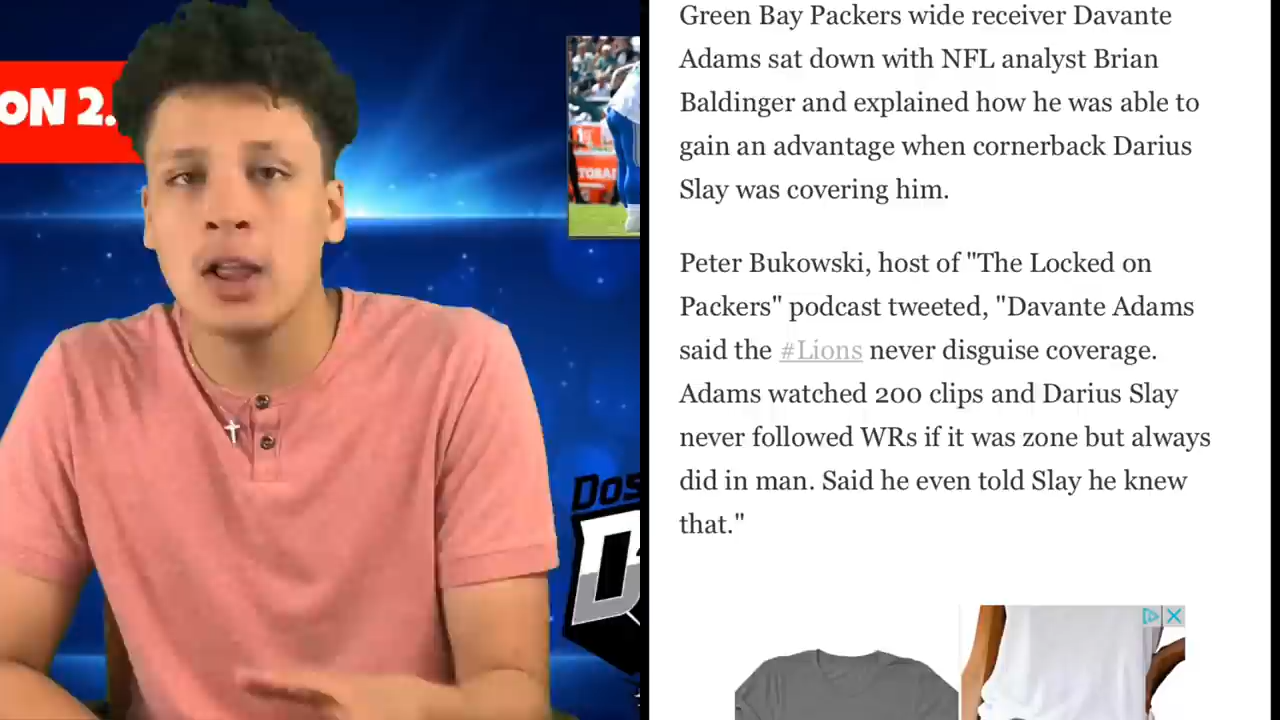 ON 2.
Green Bay Packers wide receiver Davante
Adams sat down with NFL analyst Brian
Baldinger and explained how he was able to
gain an advantage when cornerback Darius
Slay was covering him.
Peter Bukowski, host of "The Locked on
Packers" podcast tweeted, "Davante Adams
said the #Lions never disguise coverage.
Adams watched 200 clips and Darius Slay
never followed WRs if it was zone but always
did in man. Said he even told Slay he knew
that."
Dos